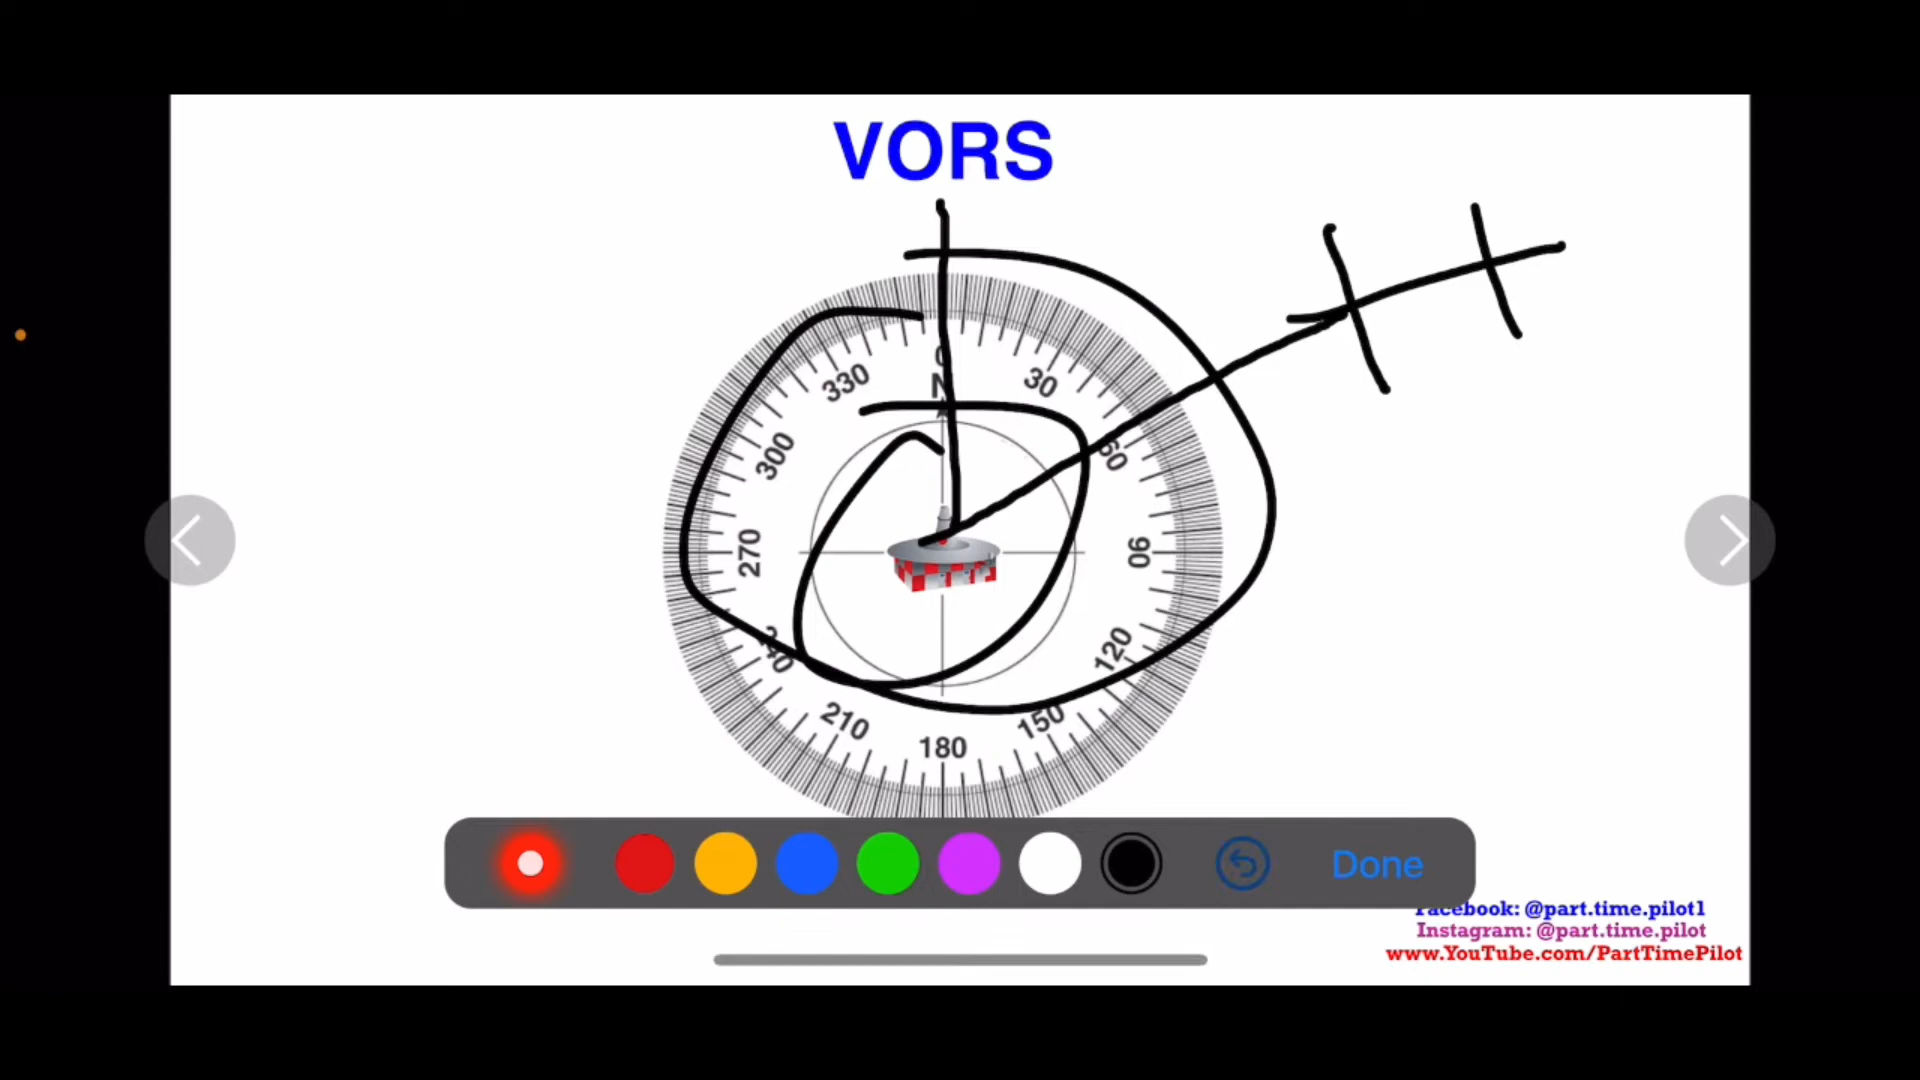 VORS
0
N
30
60
90
120
150
180
210
240
270
300
330
Done
Facebook: @part.time.pilot1
Instagram: @part.time.pilot
www.YouTube.com/PartTimePilot